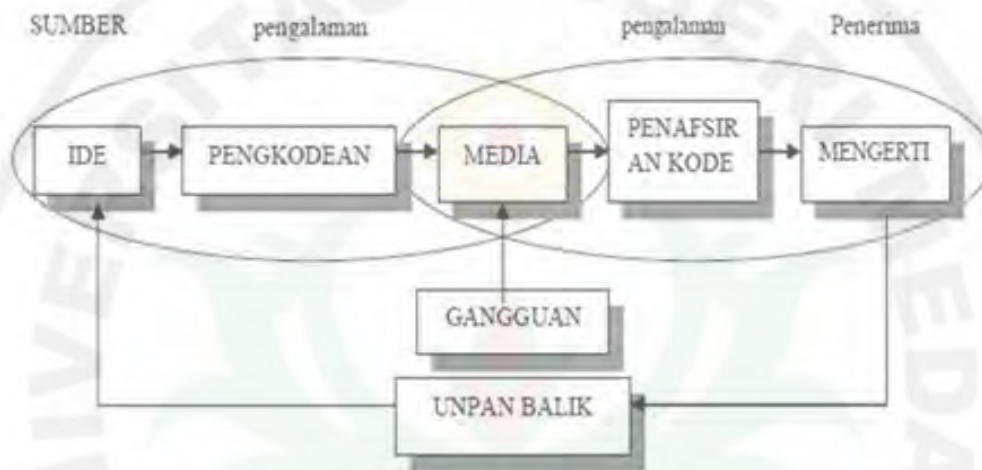 SUMBER pengalaman pengalaman Penerima
IDE PENGKODEAN MEDIA PENAFSIR
AN KODE MENGERTI
GANGGUAN
UNPAN BALIK